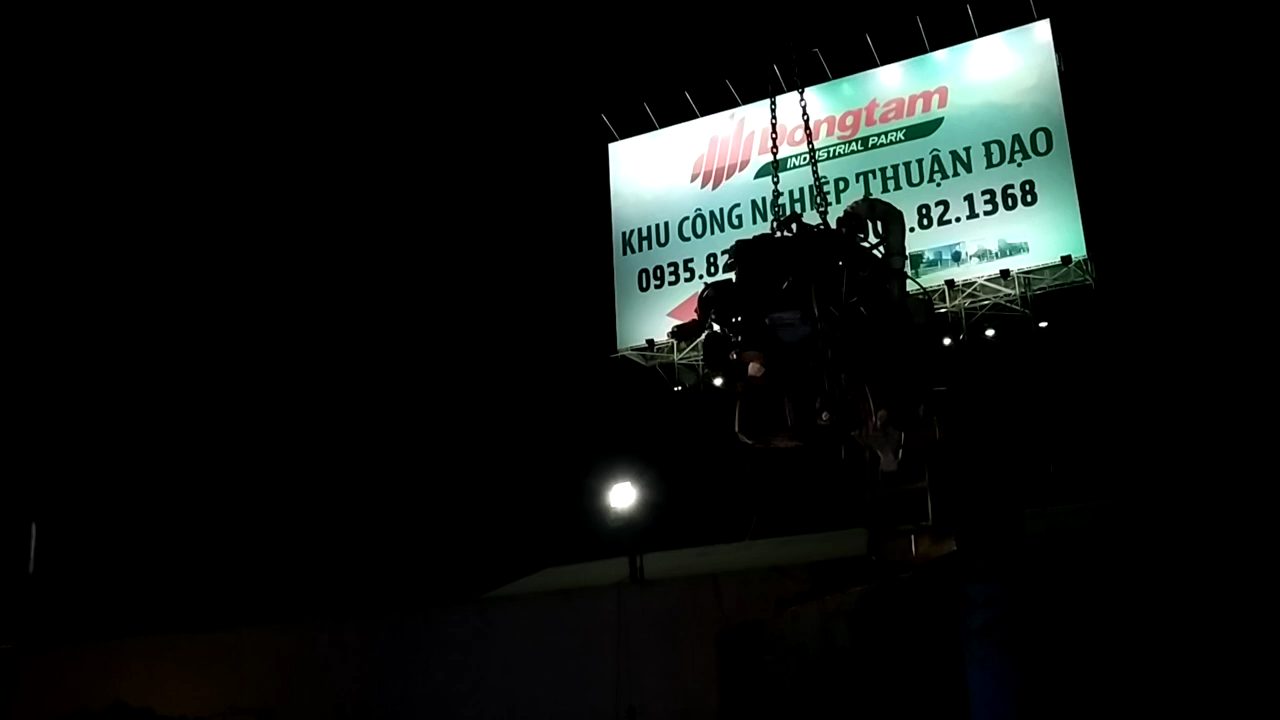 Dongtam
INDUSTRIAL PARK
KHU CÔNG NGHIỆP THUẬN ĐẠO
0935.82 .82.1368